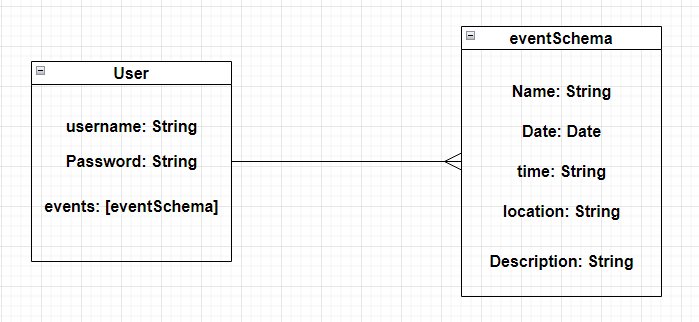 User
username: String
Password: String
events: [eventSchema]
eventSchema
Name: String
Date: Date
time: String
location: String
Description: String